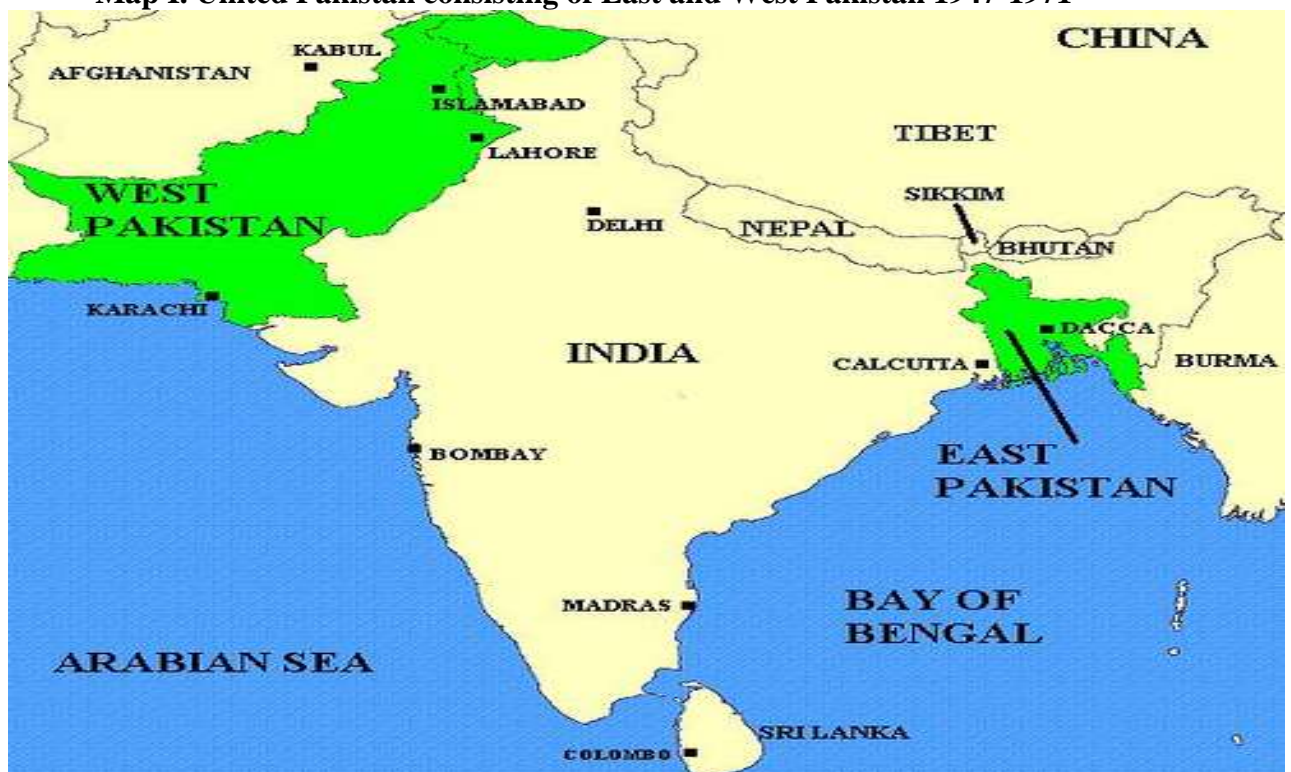 Map 1. United Pakistan consisting of East and West Pakistan 1947-1971
CHINA
KABUL
AFGHANISTAN
ISLAMABAD
TIBET
LAHORE
WEST
PAKISTAN
SIKKIM
DELHI
NEPAL
BHUTAN
KARACHI
DACCA
INDIA
CALCUTTA
BURMA
BOMBAY
EAST
PAKISTAN
MADRAS
BAY OF
BENGAL
ARABIAN SEA
SRI LANKA
COLOMBO